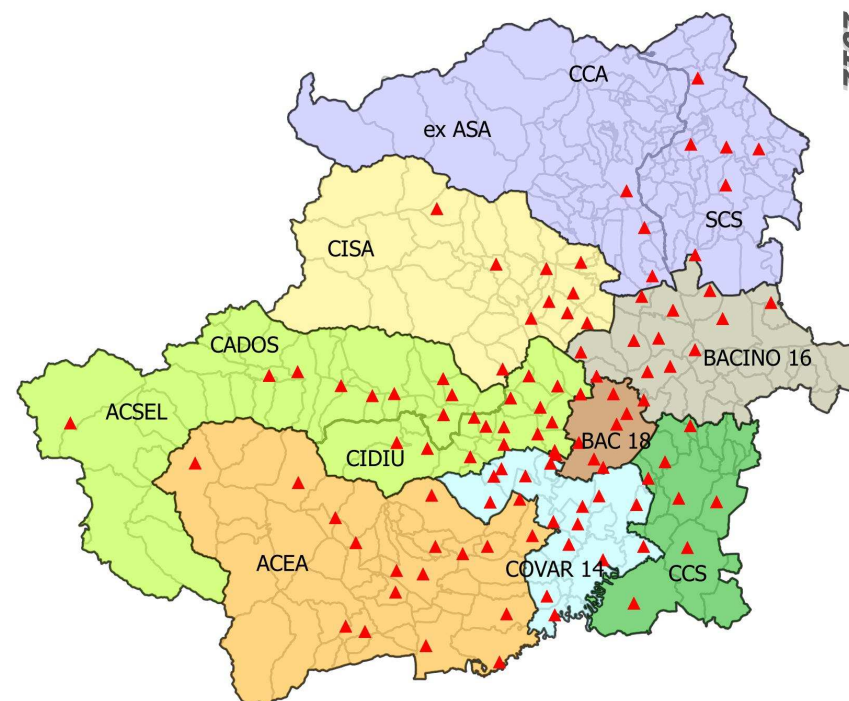 CCA
ex ASA
SCS
CISA
CADOS
BACINO 16
ACSEL
BAC 18
CIDIU
ACEA
COVAR 14
CCS